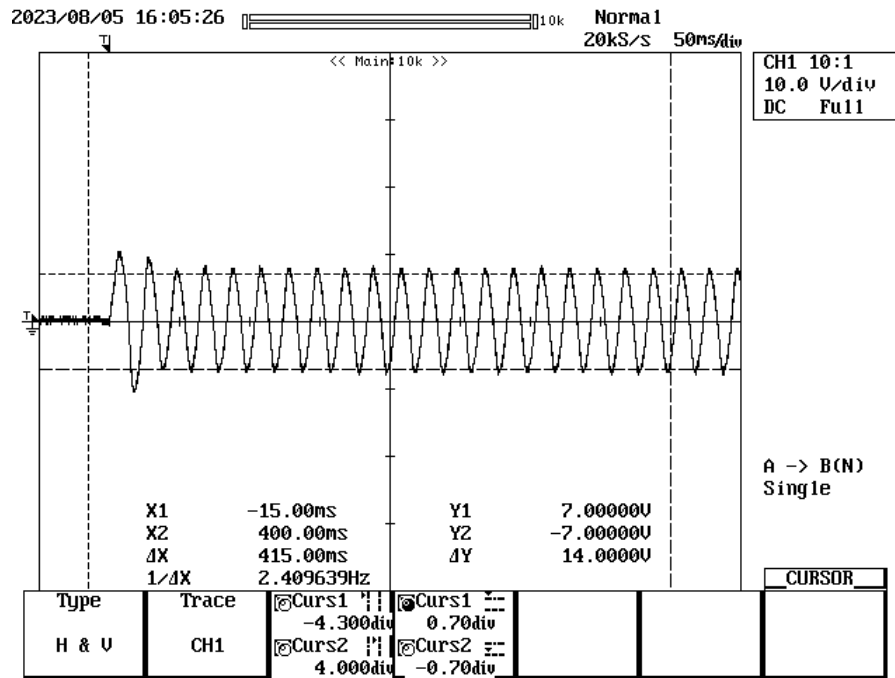 2023/08/05 16:05:26 10k Normal
20kS/s 50ms/div
T
<< Main:10k >>
CH1 10:1
10.0 V/div
DC Full
T
A -> B(N)
Single
X1 -15.00ms Y1 7.00000V
X2 400.00ms Y2 -7.00000V
ΔX 415.00ms ΔY 14.0000V
1/ΔX 2.409639Hz
CURSOR
Type Trace Curs1 Curs1
-4.300div 0.70div
H & V CH1 Curs2 Curs2
4.000div -0.70div